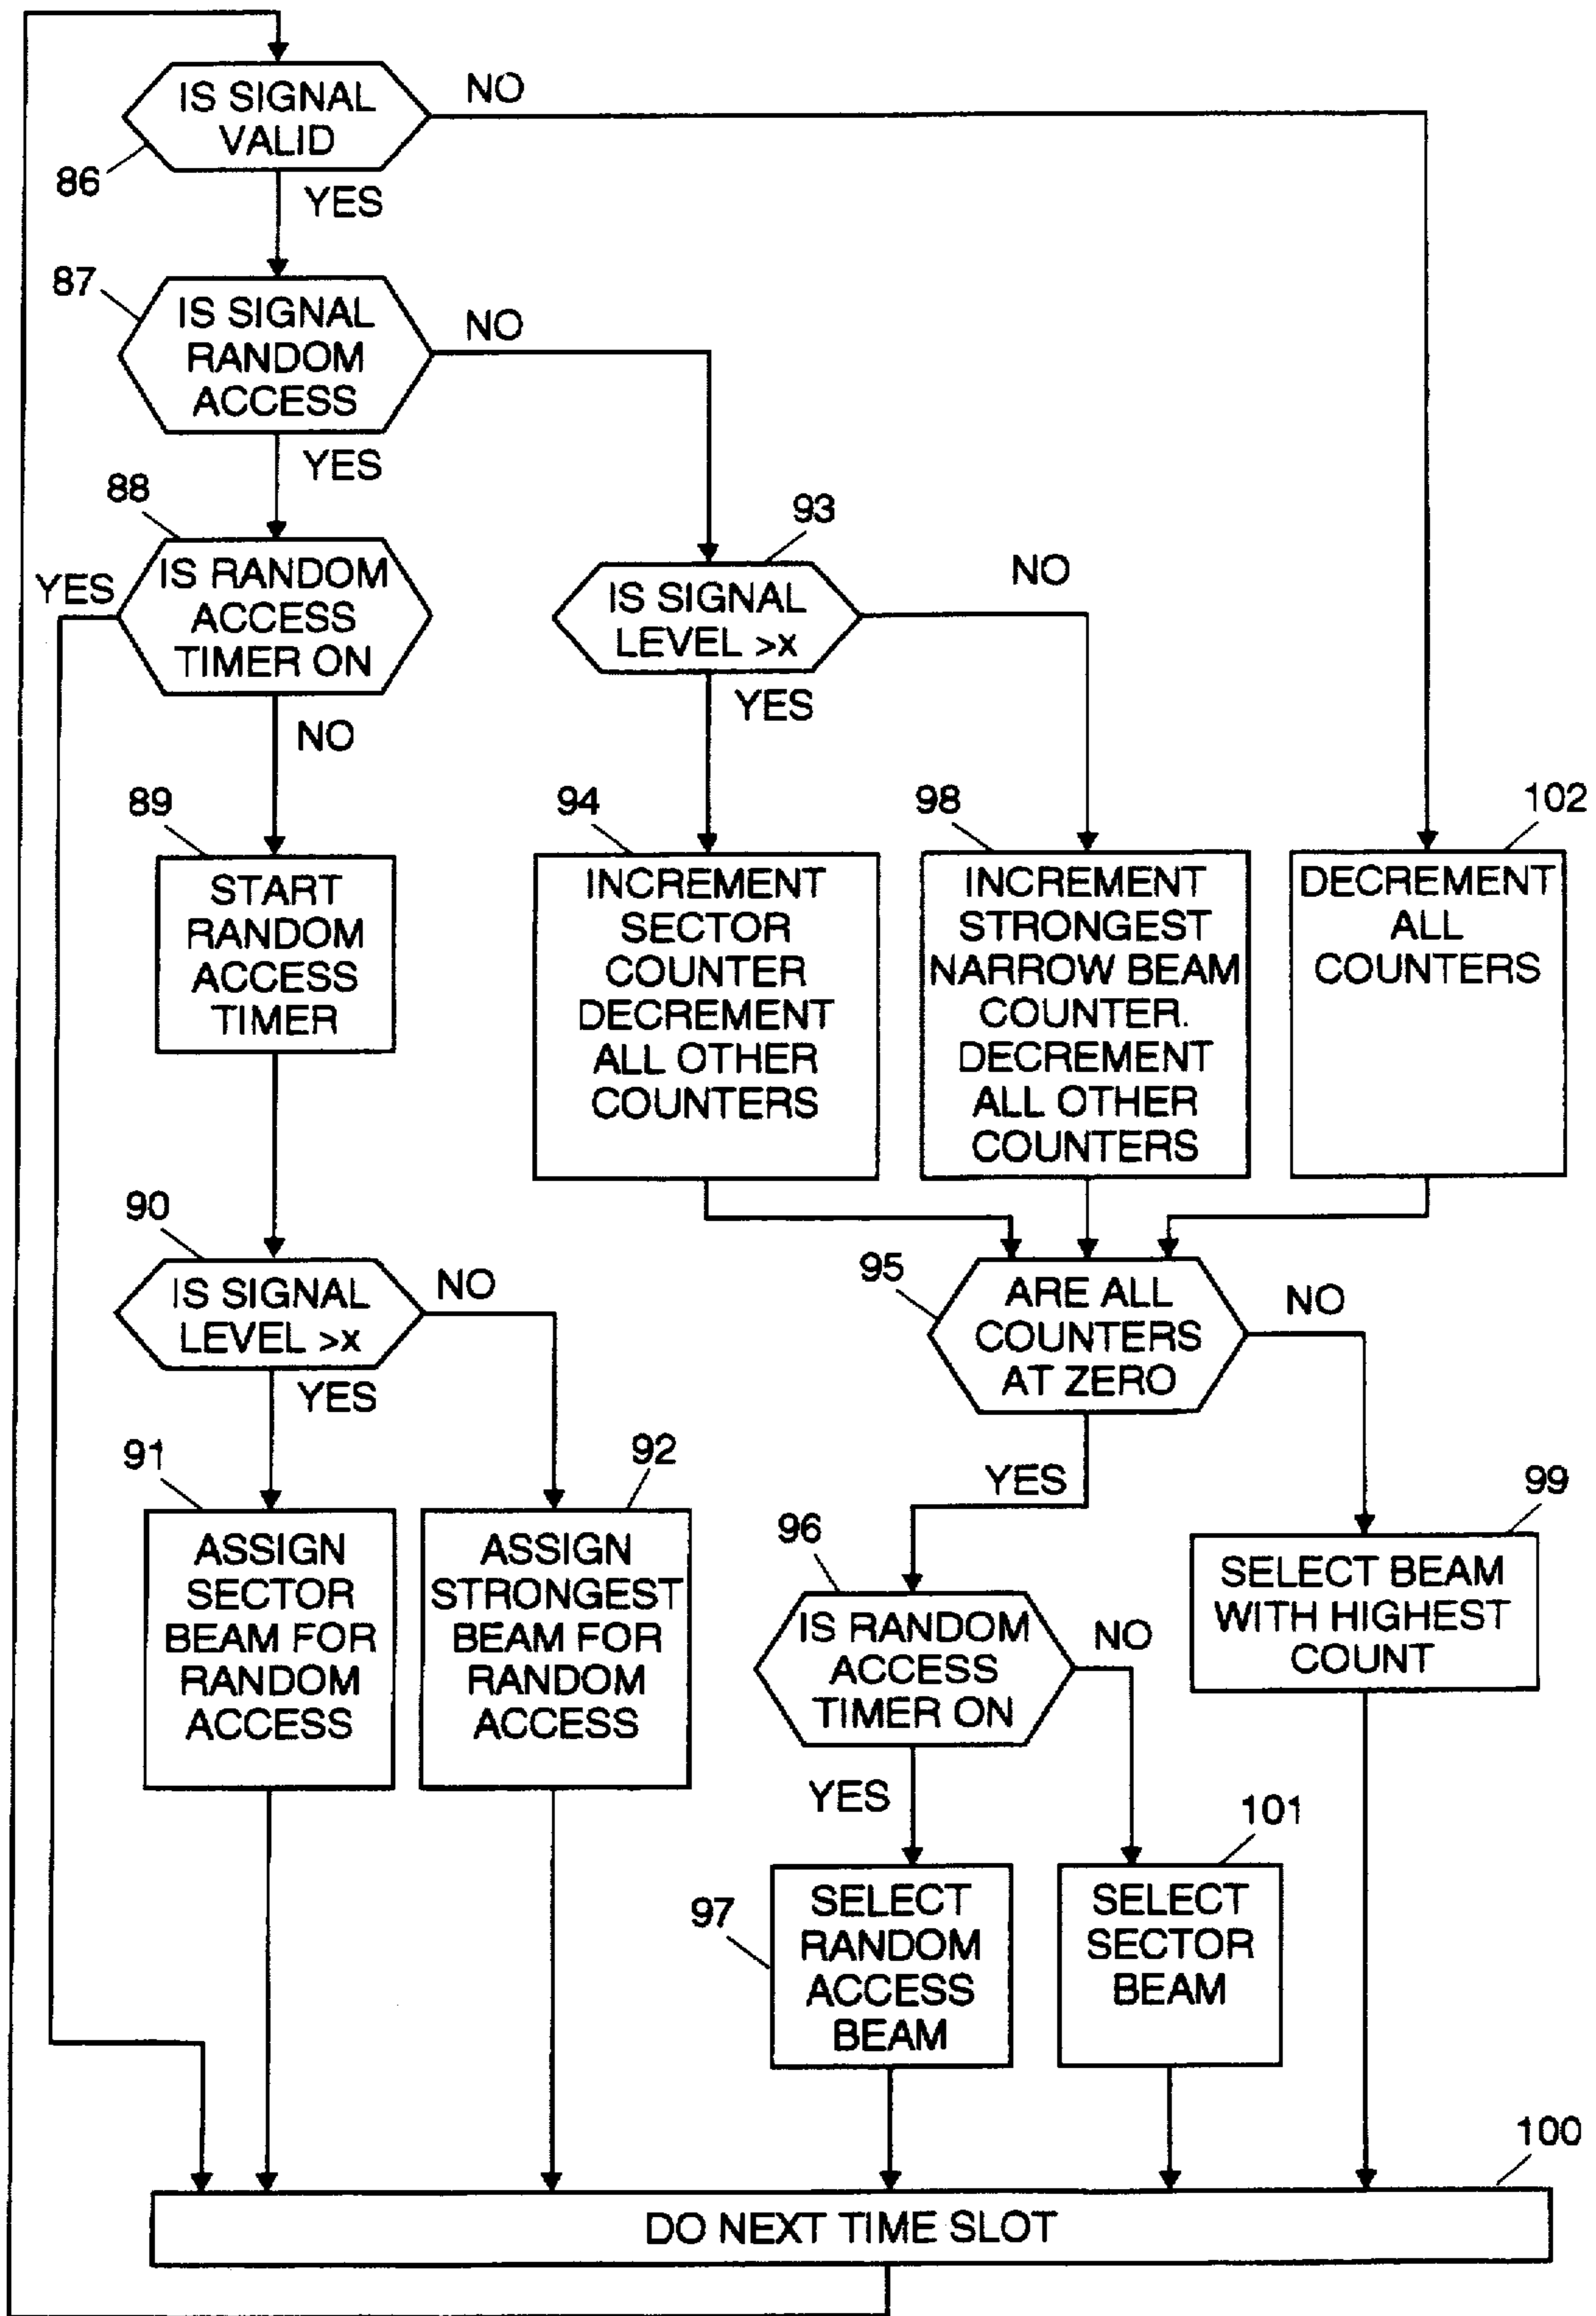 IS SIGNAL
VALID
NO
86
YES
87
IS SIGNAL
RANDOM
ACCESS
NO
YES
88
IS RANDOM
ACCESS
TIMER ON
YES
NO
93
IS SIGNAL
LEVEL >x
NO
YES
89
START
RANDOM
ACCESS
TIMER
94
INCREMENT
SECTOR
COUNTER
DECREMENT
ALL OTHER
COUNTERS
98
INCREMENT
STRONGEST
NARROW BEAM
COUNTER.
DECREMENT
ALL OTHER
COUNTERS
102
DECREMENT
ALL
COUNTERS
90
IS SIGNAL
LEVEL >x
NO
YES
95
ARE ALL
COUNTERS
AT ZERO
NO
YES
91
ASSIGN
SECTOR
BEAM FOR
RANDOM
ACCESS
92
ASSIGN
STRONGEST
BEAM FOR
RANDOM
ACCESS
96
IS RANDOM
ACCESS
TIMER ON
NO
YES
99
SELECT BEAM
WITH HIGHEST
COUNT
97
SELECT
RANDOM
ACCESS
BEAM
101
SELECT
SECTOR
BEAM
100
DO NEXT TIME SLOT